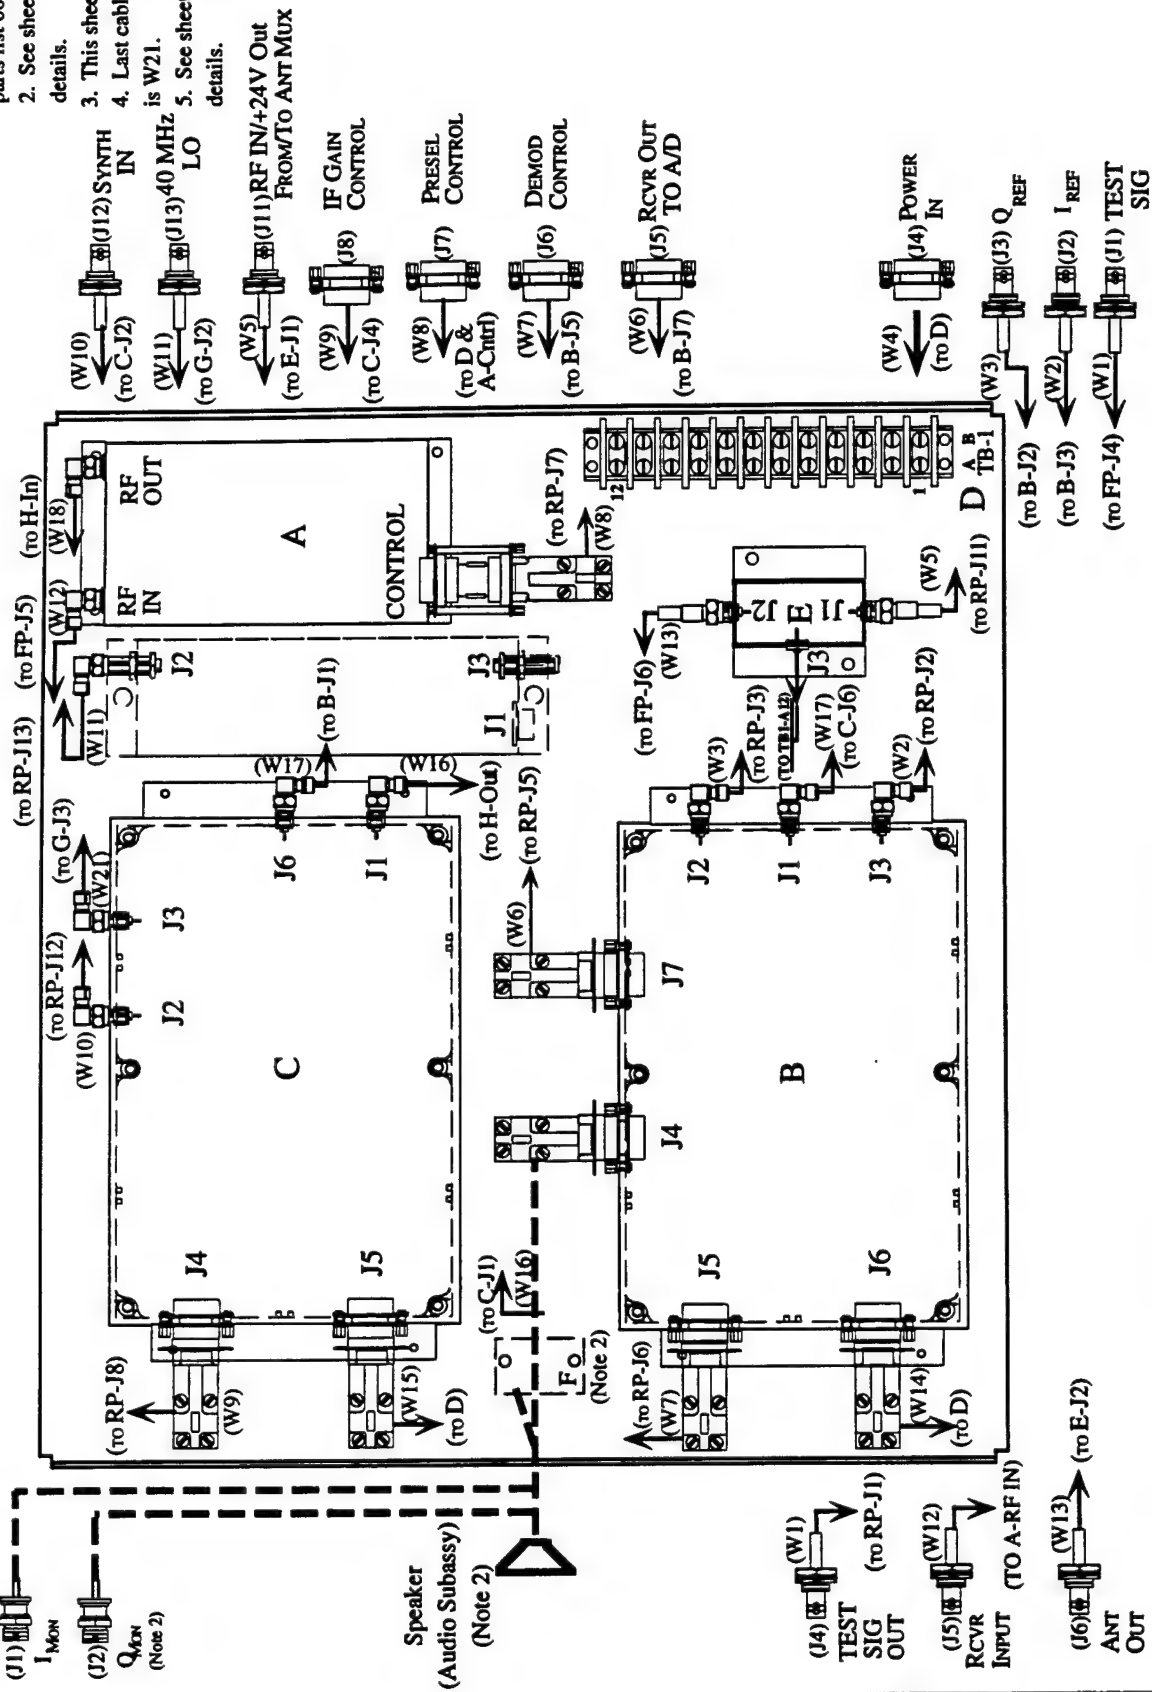 parts list 
2. See shee
details.
3. This shee
4. Last cabl
is W21.
5. See shee
details.
(J12) SYNTH
IN
(W10)
(TO C-J2)
(J13) 40 MHz
LO
(W11)
(TO G-J2)
(J11) RF IN/+24V Out
FROM/TO ANT MUX
(W5)
(TO E-J1)
IF GAIN
CONTROL
(J8)
(W9)
(TO C-J4)
PRESEL
CONTROL
(J7)
(W8)
(TO D &
A-Cntrl)
DEMOD
CONTROL
(J6)
(W7)
(TO B-J5)
RCVR OUT
TO A/D
(J5)
(W6)
(TO B-J7)
POWER
IN
(J4)
(W4)
(TO D)
(J3) Q REF
(W3)
(TO B-J2)
(J2) I REF
(W2)
(TO B-J3)
(J1) TEST
SIG
(W1)
(TO FP-J4)
(TO H-In)
(W18)
RF
OUT
(TO FP-J5)
(W12)
RF
IN
A
CONTROL
(TO RP-J7)
(W8)
12
1
A B
TB-1
D
(TO RP-J13)
(W11)
J2
J3
J1
(TO FP-J6)
(W13)
J2
E
J1
J3
(W5)
(TO RP-J11)
(TO TB1-A12)
(TO G-J3)
(W21)
J3
(TO RP-J12)
(W10)
J2
(W17)
(TO B-J1)
J6
(W16)
(TO H-Out)
J1
C
J4
(TO RP-J8)
(W9)
J5
(W15)
(TO D)
(W6)
(TO RP-J5)
J7
J4
(W3)
(TO RP-J3)
J2
(W17)
(TO C-J6)
J1
(W2)
(TO RP-J2)
J3
B
J5
(TO RP-J6)
(W7)
J6
(W14)
(TO D)
(TO C-J1)
(W16)
F
(Note 2)
(J1)
I MON
(J2)
Q MON
(Note 2)
Speaker
(Audio Subassy)
(Note 2)
(J4)
TEST
SIG
OUT
(W1)
(TO RP-J1)
(J5)
RCVR
INPUT
(W12)
(TO A-RF IN)
(J6)
ANT
OUT
(W13)
(TO E-J2)